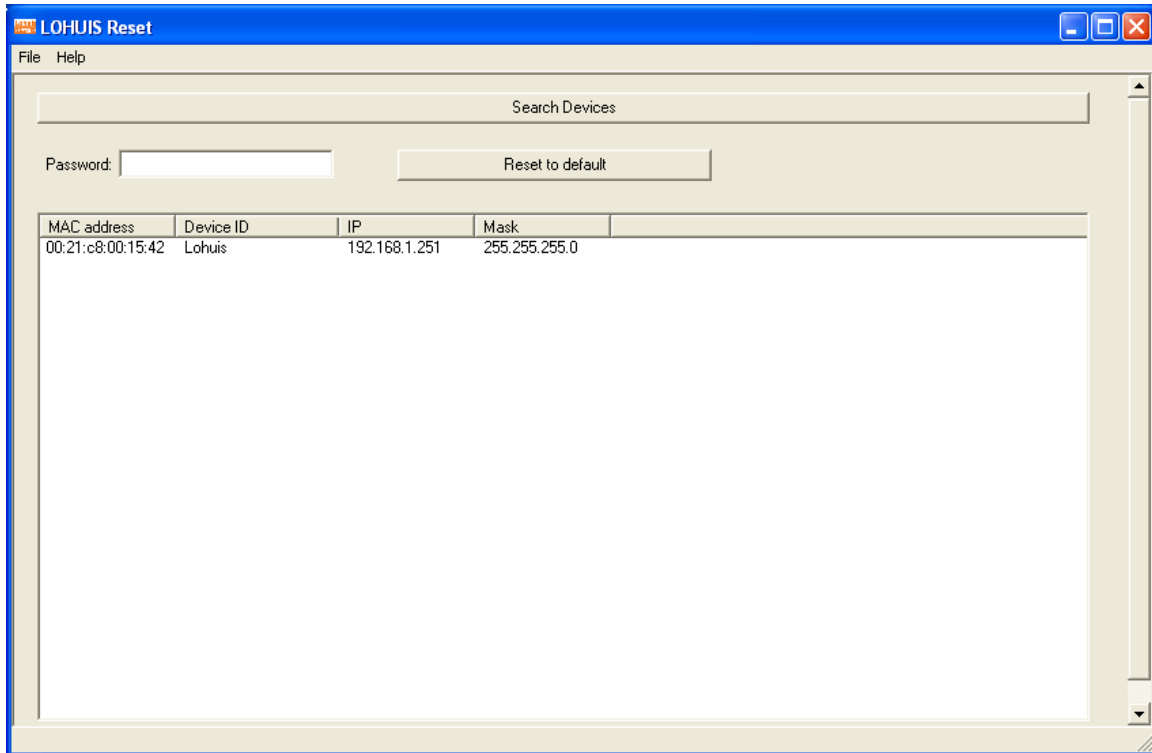 LOHUIS Reset
File Help
Search Devices
Password: Reset to default
MAC address Device ID IP Mask
00:21:c8:00:15:42 Lohuis 192.168.1.251 255.255.255.0